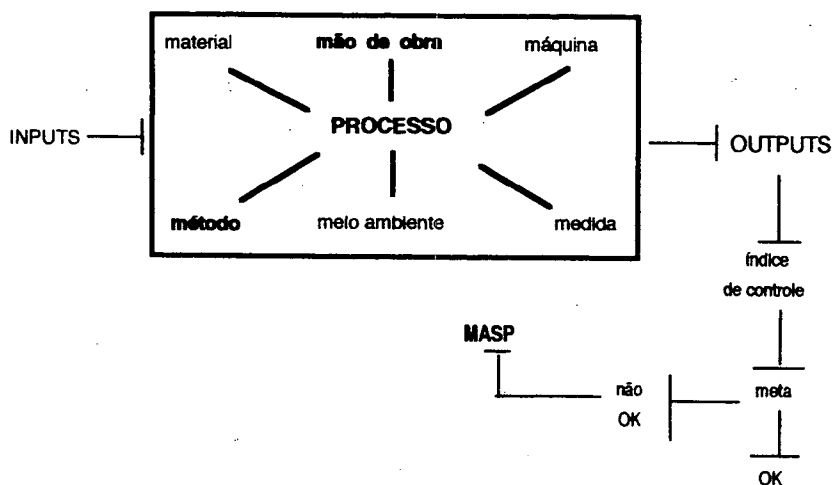 material
mão de obra
máquina
INPUTS
PROCESSO
OUTPUTS
método
meio ambiente
medida
índice
de controle
MASP
não
OK
meta
OK